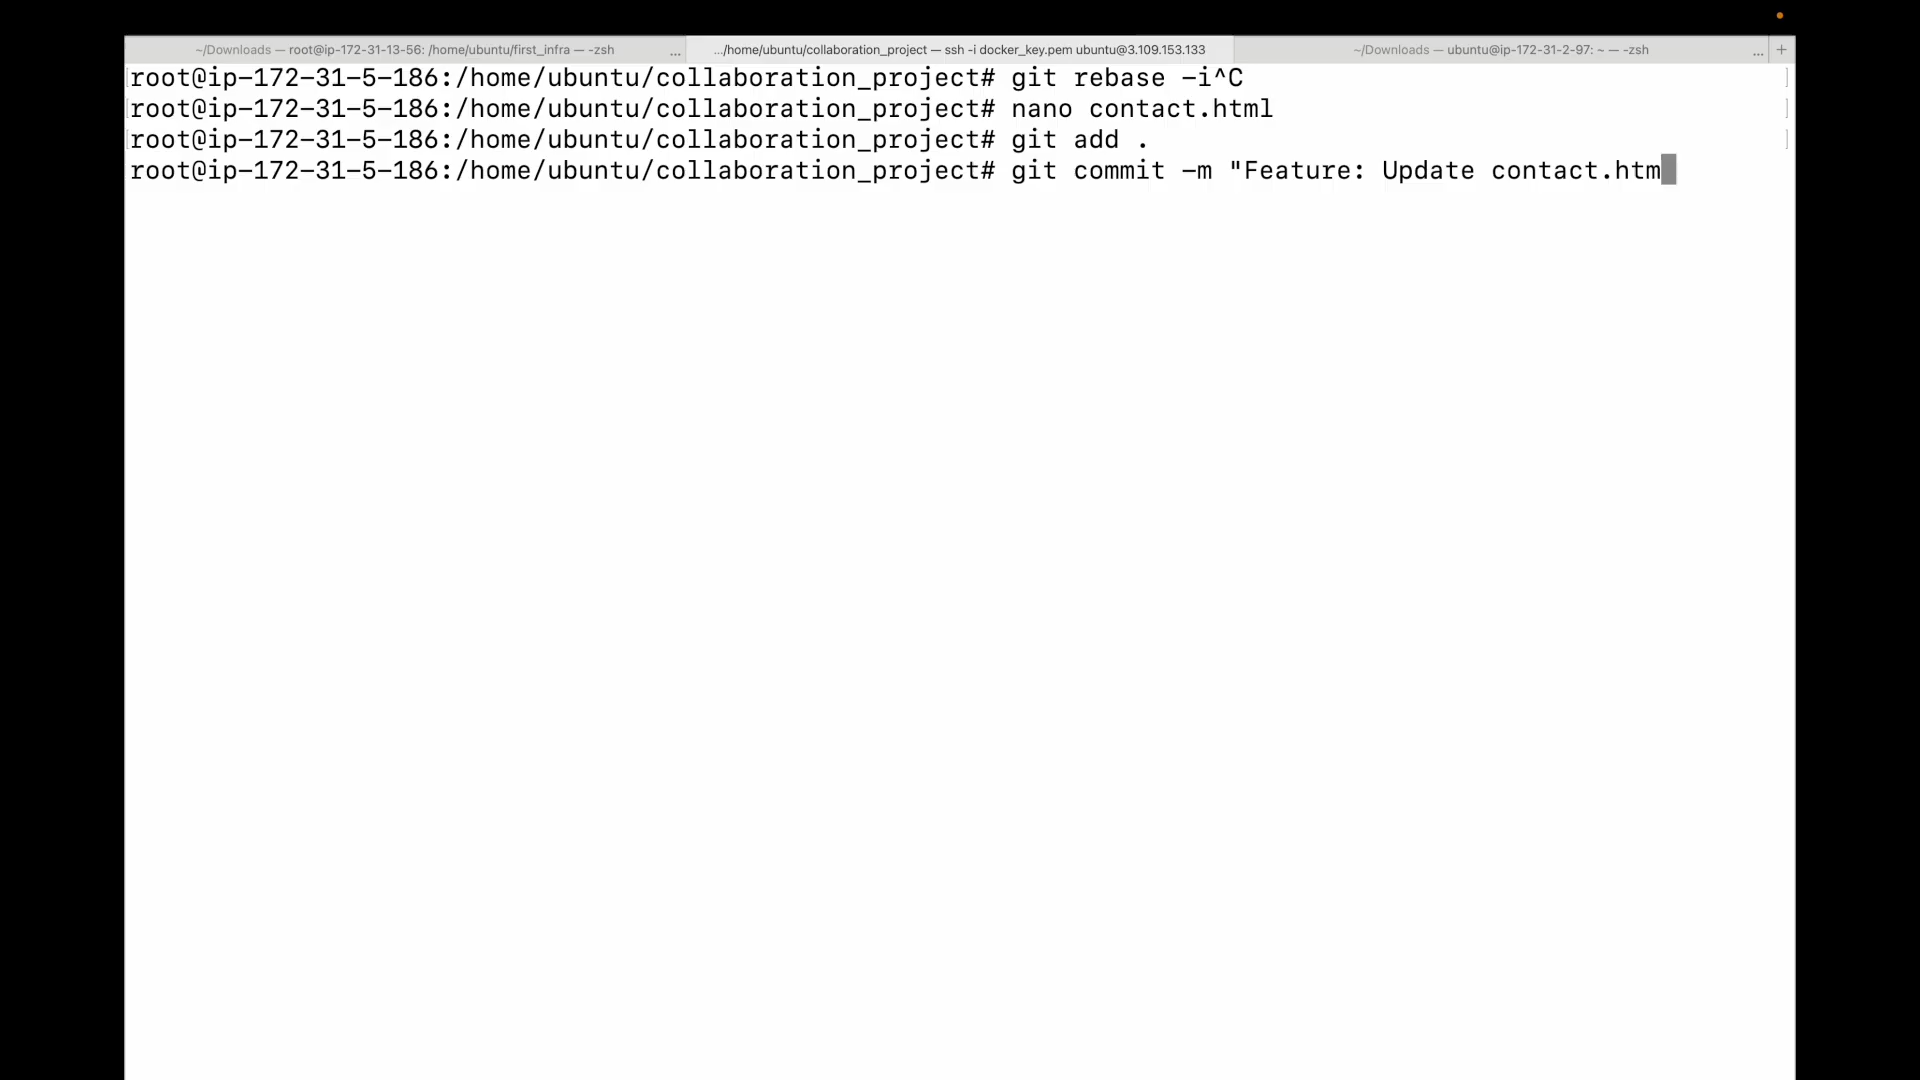 ~/Downloads — root@ip-172-31-13-56: /home/ubuntu/first_infra — -zsh ... .../home/ubuntu/collaboration_project — ssh -i docker_key.pem ubuntu@3.109.153.133 ~/Downloads — ubuntu@ip-172-31-2-97: ~ — -zsh ... +
root@ip-172-31-5-186:/home/ubuntu/collaboration_project# git rebase -i^C
root@ip-172-31-5-186:/home/ubuntu/collaboration_project# nano contact.html
root@ip-172-31-5-186:/home/ubuntu/collaboration_project# git add .
root@ip-172-31-5-186:/home/ubuntu/collaboration_project# git commit -m "Feature: Update contact.htm